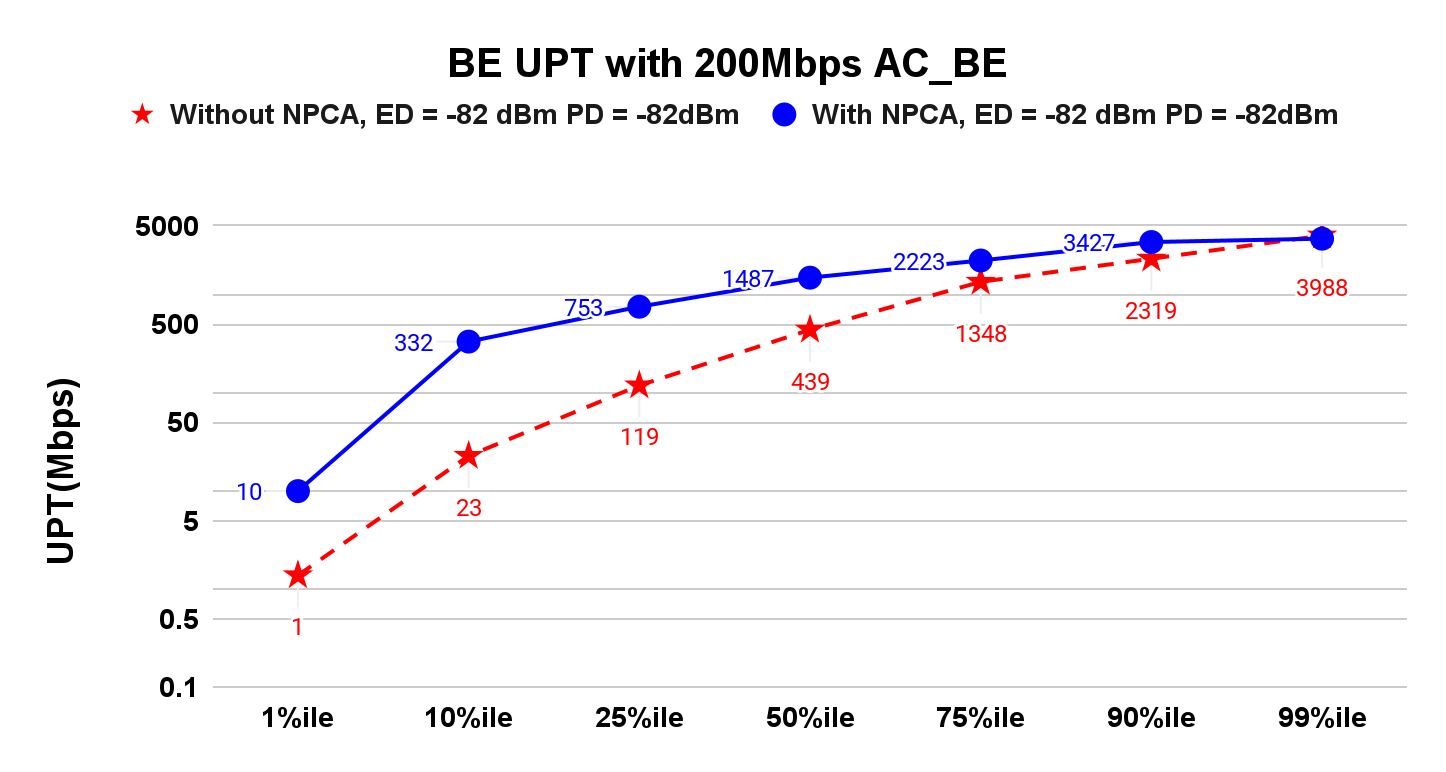 BE UPT with 200Mbps AC_BE
Without NPCA, ED = -82 dBm PD = -82dBm
With NPCA, ED = -82 dBm PD = -82dBm
UPT(Mbps)
5000
500
50
5
0.5
0.1
10
332
753
1487
2223
3427
1
23
119
439
1348
2319
3988
1%ile
10%ile
25%ile
50%ile
75%ile
90%ile
99%ile